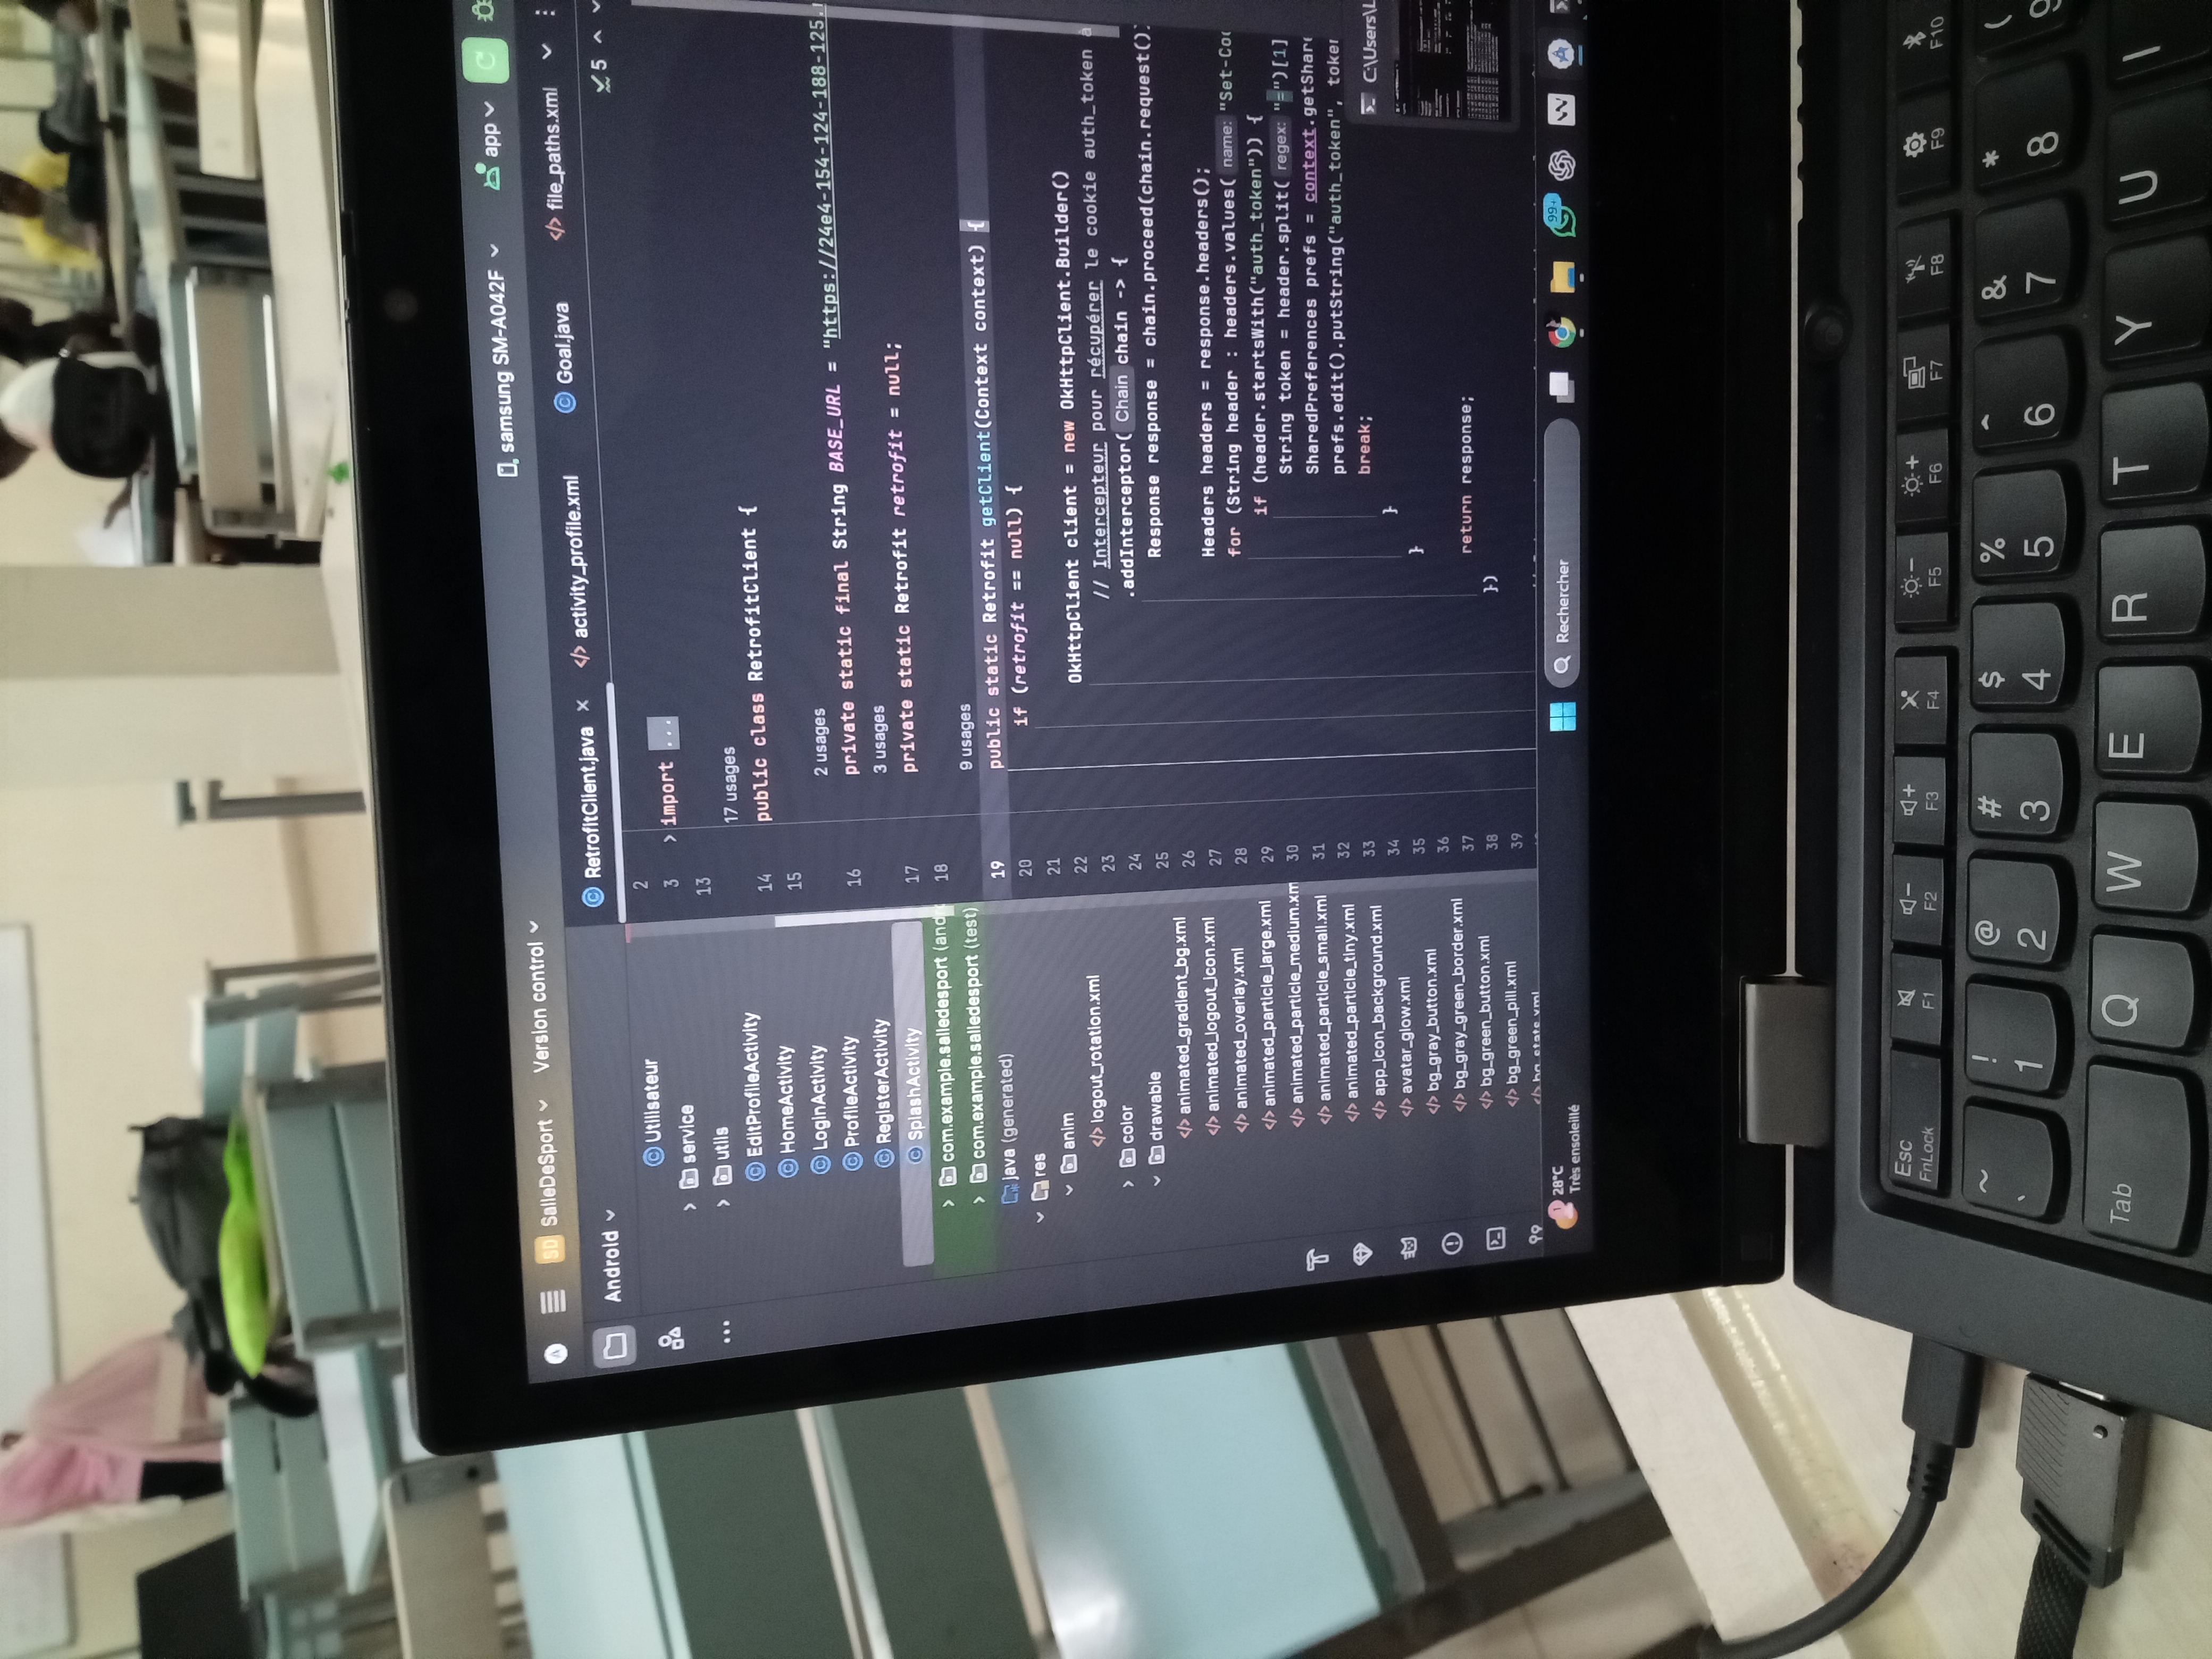 SD SalleDeSport Version control samsung SM-A042F app
Android
RetrofitClient.java activity_profile.xml Goal.java file_paths.xml
5
Utilisateur
service
utils
EditProfileActivity
HomeActivity
LoginActivity
ProfileActivity
RegisterActivity
SplashActivity
com.example.salledesport
com.example.salledesport (test)
java (generated)
res
anim
logout_rotation.xml
color
drawable
animated_gradient_bg.xml
animated_logout_icon.xml
animated_overlay.xml
animated_particle_large.xml
animated_particle_medium.xm
animated_particle_small.xml
animated_particle_tiny.xml
app_icon_background.xml
avatar_glow.xml
bg_gray_button.xml
bg_gray_green_border.xml
bg_green_button.xml
bg_green_pill.xml
bg_stats.xml
2
3 import ...
13
17 usages
14 public class RetrofitClient {
15
2 usages
16 private static final String BASE_URL = "https://24e4-154-124-188-125.
3 usages
17 private static Retrofit retrofit = null;
18
9 usages
19 public static Retrofit getClient(Context context) {
20 if (retrofit == null) {
21
22 OkHttpClient client = new OkHttpClient.Builder()
23 // Intercepteur pour récupérer le cookie auth_token à
24 .addInterceptor( Chain chain -> {
25 Response response = chain.proceed(chain.request()
26
27 Headers headers = response.headers();
28 for (String header : headers.values( name: "Set-Coo
29 if (header.startsWith("auth_token")) {
30 String token = header.split( regex: "=")[1]
31 SharedPreferences prefs = context.getShare
32 prefs.edit().putString("auth_token", token
33 break;
34 }
35 }
36
37 return response;
38 })
39
C:\Users\L
28°C
Très ensoleillé
Rechercher
99+
Esc
FnLock
F1 F2 F3 F4 F5 F6 F7 F8 F9 F10
~ ! @ # $ % ^ & * (
` 1 2 3 4 5 6 7 8 9
Tab Q W E R T Y U I